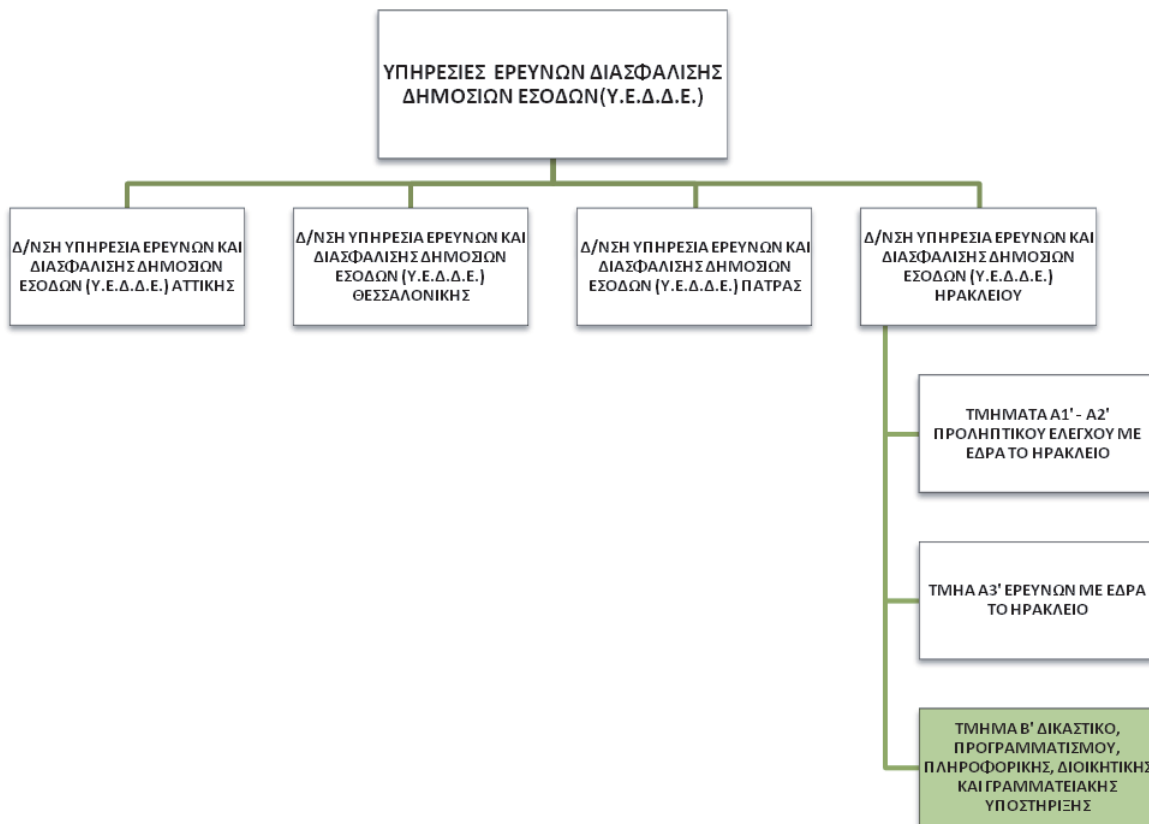 ΥΠΗΡΕΣΙΕΣ ΕΡΕΥΝΩΝ ΔΙΑΣΦΑΛΙΣΗΣ
ΔΗΜΟΣΙΩΝ ΕΣΟΔΩΝ(Υ.Ε.Δ.Δ.Ε.)
Δ/ΝΣΗ ΥΠΗΡΕΣΙΑ ΕΡΕΥΝΩΝ ΚΑΙ
ΔΙΑΣΦΑΛΙΣΗΣ ΔΗΜΟΣΙΩΝ
ΕΣΟΔΩΝ (Υ.Ε.Δ.Δ.Ε.) ΑΤΤΙΚΗΣ
Δ/ΝΣΗ ΥΠΗΡΕΣΙΑ ΕΡΕΥΝΩΝ ΚΑΙ
ΔΙΑΣΦΑΛΙΣΗΣ ΔΗΜΟΣΙΩΝ
ΕΣΟΔΩΝ (Υ.Ε.Δ.Δ.Ε.)
ΘΕΣΣΑΛΟΝΙΚΗΣ
Δ/ΝΣΗ ΥΠΗΡΕΣΙΑ ΕΡΕΥΝΩΝ ΚΑΙ
ΔΙΑΣΦΑΛΙΣΗΣ ΔΗΜΟΣΙΩΝ
ΕΣΟΔΩΝ (Υ.Ε.Δ.Δ.Ε.) ΠΑΤΡΑΣ
Δ/ΝΣΗ ΥΠΗΡΕΣΙΑ ΕΡΕΥΝΩΝ ΚΑΙ
ΔΙΑΣΦΑΛΙΣΗΣ ΔΗΜΟΣΙΩΝ
ΕΣΟΔΩΝ (Υ.Ε.Δ.Δ.Ε.)
ΗΡΑΚΛΕΙΟΥ
ΤΜΗΜΑΤΑ Α1' - Α2'
ΠΡΟΛΗΠΤΙΚΟΥ ΕΛΕΓΧΟΥ ΜΕ
ΕΔΡΑ ΤΟ ΗΡΑΚΛΕΙΟ
ΤΜΗΑ Α3' ΕΡΕΥΝΩΝ ΜΕ ΕΔΡΑ
ΤΟ ΗΡΑΚΛΕΙΟ
ΤΜΗΜΑ Β' ΔΙΚΑΣΤΙΚΟ,
ΠΡΟΓΡΑΜΜΑΤΙΣΜΟΥ,
ΠΛΗΡΟΦΟΡΙΚΗΣ, ΔΙΟΙΚΗΤΙΚΗΣ
ΚΑΙ ΓΡΑΜΜΑΤΕΙΑΚΗΣ
ΥΠΟΣΤΗΡΙΞΗΣ